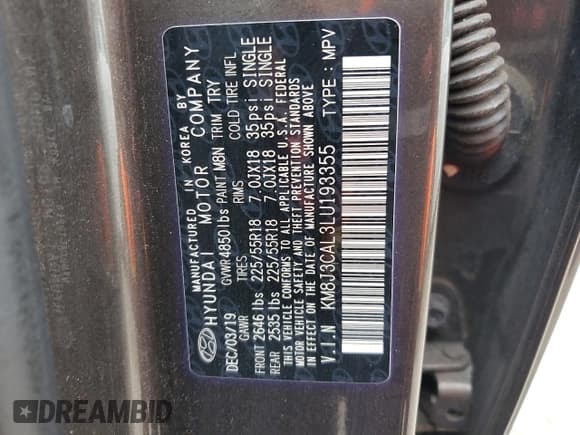 MANUFACTURED IN KOREA BY
HYUNDAI MOTOR COMPANY
DEC/03/19 GVWR 4850 lbs PAINT M8N TRIM TRY
GAWR TIRES RIMS COLD TIRE INFL
FRONT 2646 lbs 225/55R18 7.0JX18 35psi SINGLE
REAR 2535 lbs 225/55R18 7.0JX18 35psi SINGLE
THIS VEHICLE CONFORMS TO ALL APPLICABLE U.S.A. FEDERAL
MOTOR VEHICLE SAFETY AND THEFT PREVENTION STANDARDS
IN EFFECT ON THE DATE OF MANUFACTURE SHOWN ABOVE
V.I.N KM8J3CAL3LU193355 TYPE: MPV
DREAMBID